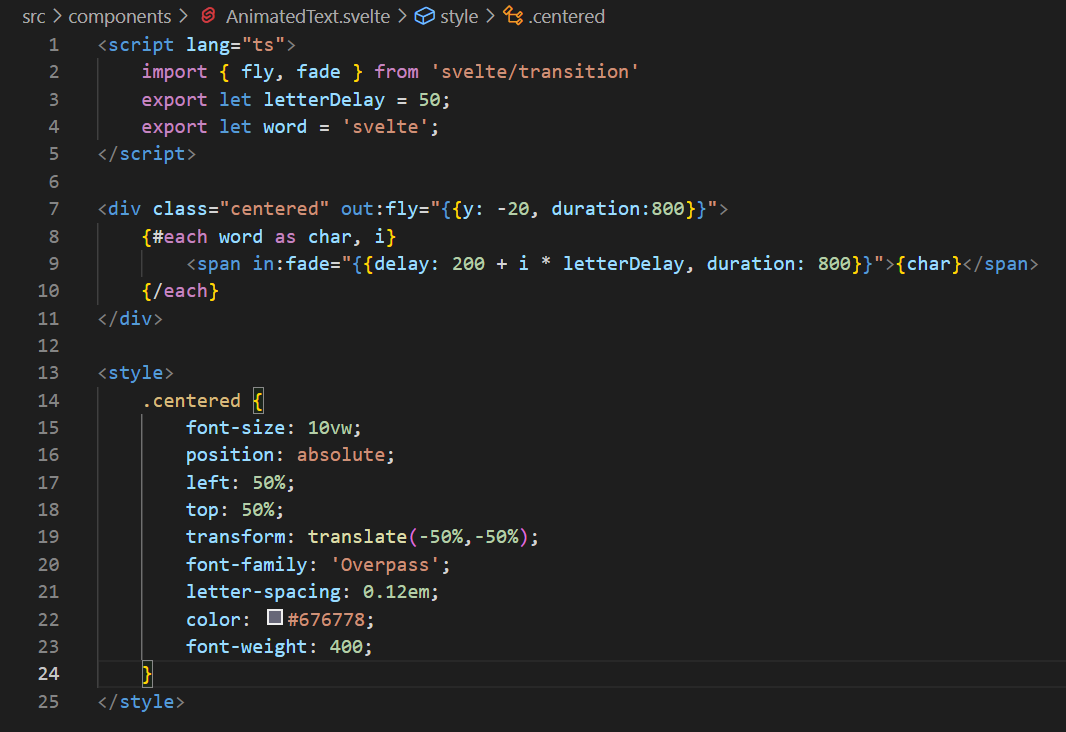 src > components > AnimatedText.svelte > style > .centered
1 <script lang="ts">
2     import { fly, fade } from 'svelte/transition'
3     export let letterDelay = 50;
4     export let word = 'svelte';
5 </script>
6
7 <div class="centered" out:fly="{{y: -20, duration:800}}">
8     {#each word as char, i}
9         <span in:fade="{{delay: 200 + i * letterDelay, duration: 800}}">{char}</span>
10     {/each}
11 </div>
12
13 <style>
14     .centered {
15         font-size: 10vw;
16         position: absolute;
17         left: 50%;
18         top: 50%;
19         transform: translate(-50%,-50%);
20         font-family: 'Overpass';
21         letter-spacing: 0.12em;
22         color: #676778;
23         font-weight: 400;
24     }
25 </style>